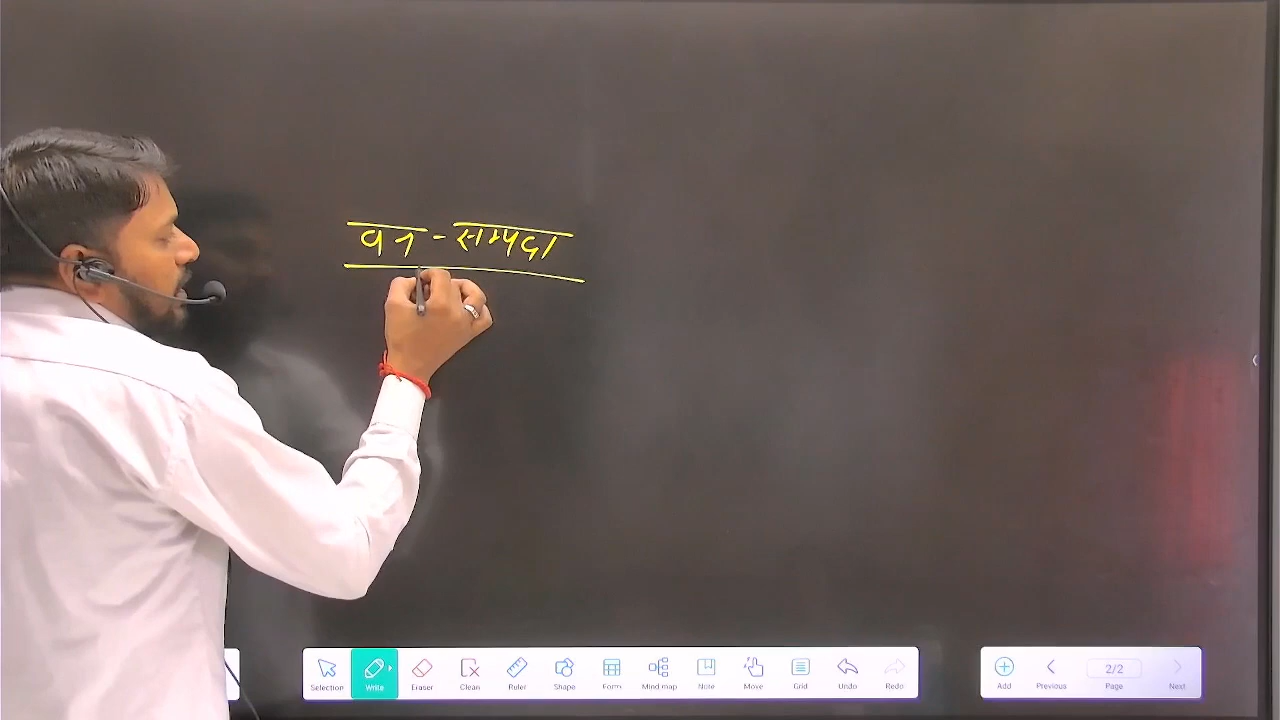 वन - सम्पदा
Selection Write Eraser Clean Ruler Shape Form Mind map Note Move Grid Undo Redo
Add Previous 2/2 Page Next